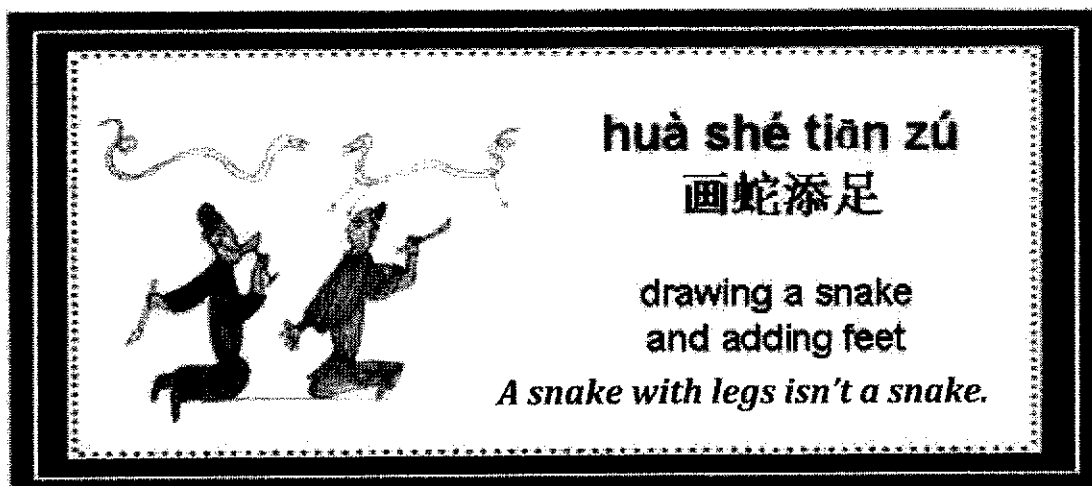 huà shé tiān zú
画蛇添足
drawing a snake
and adding feet
A snake with legs isn't a snake.